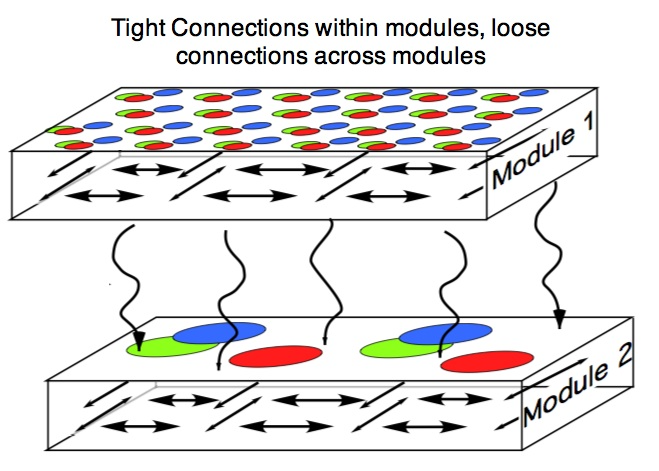 Tight Connections within modules, loose
connections across modules
Module 1
Module 2